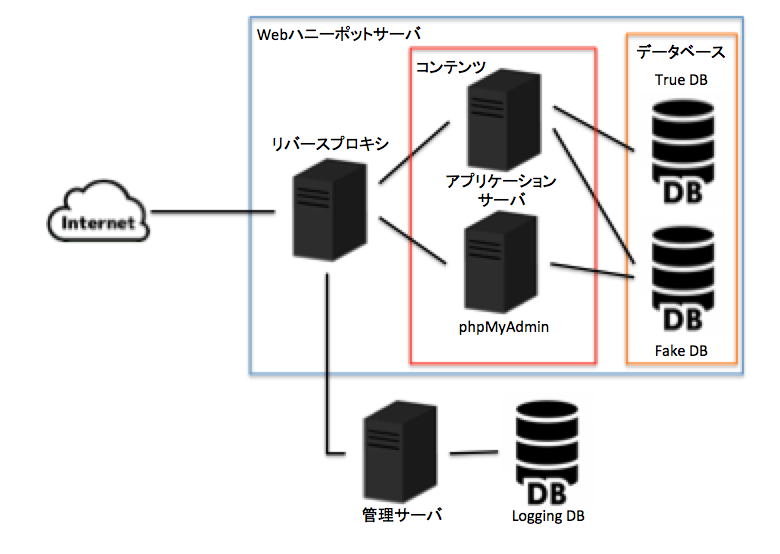 Webハニーポットサーバ
コンテンツ
データベース
True DB
リバースプロキシ
アプリケーション
サーバ
DB
Internet
phpMyAdmin
DB
Fake DB
DB
管理サーバ
Logging DB